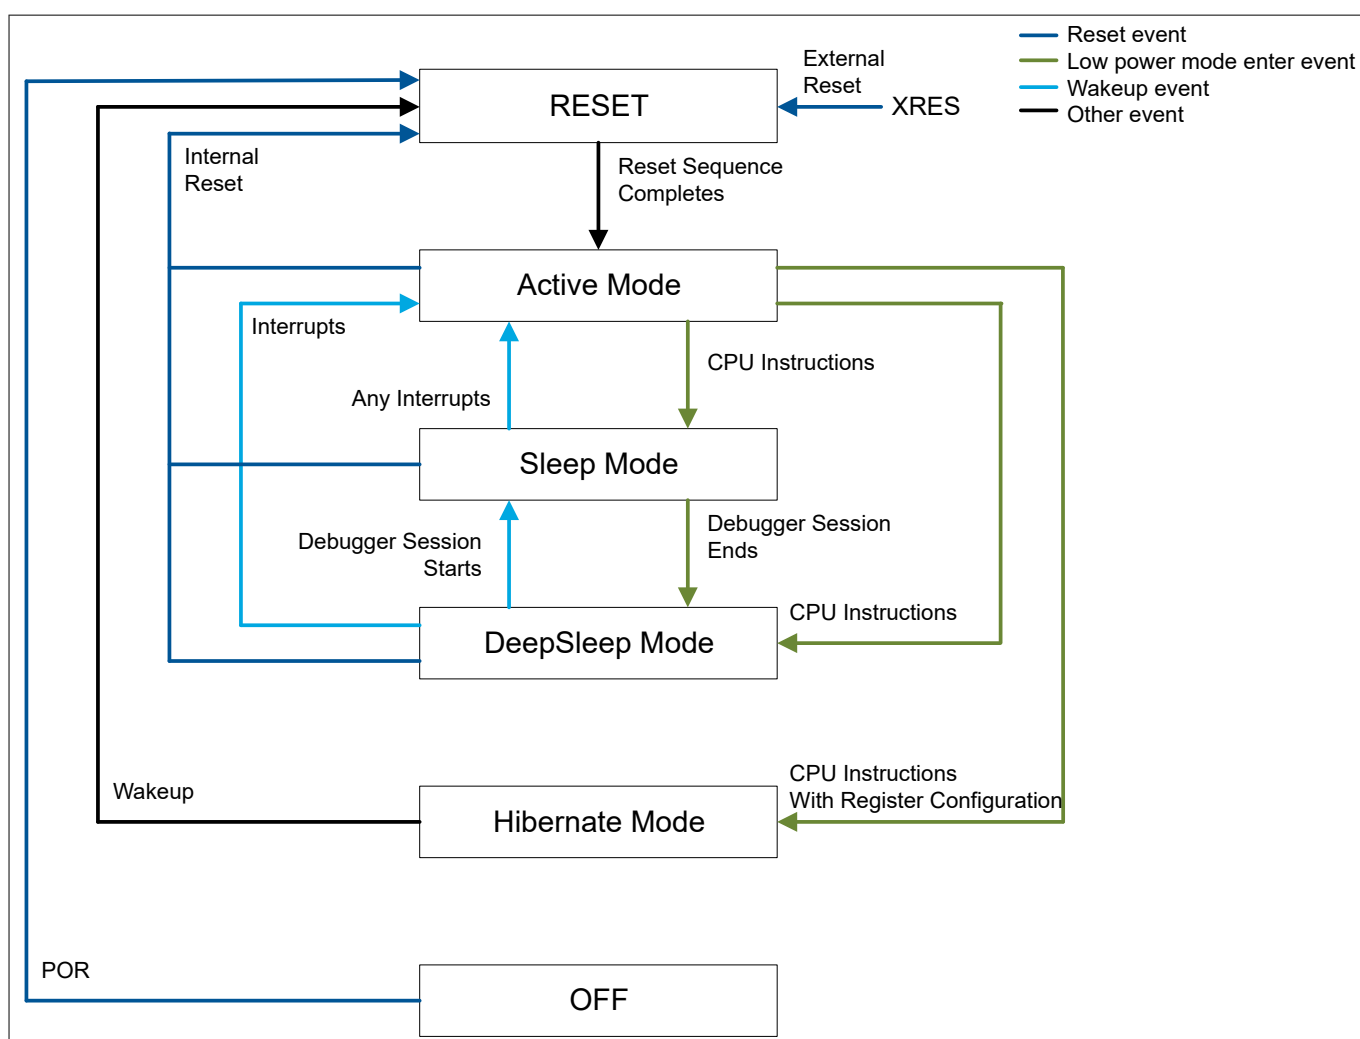 Reset event
Low power mode enter event
Wakeup event
Other event
External
Reset
XRES
RESET
Internal
Reset
Reset Sequence
Completes
Active Mode
Interrupts
CPU Instructions
Any Interrupts
Sleep Mode
Debugger Session
Starts
Debugger Session
Ends
CPU Instructions
DeepSleep Mode
Wakeup
CPU Instructions
With Register Configuration
Hibernate Mode
POR
OFF